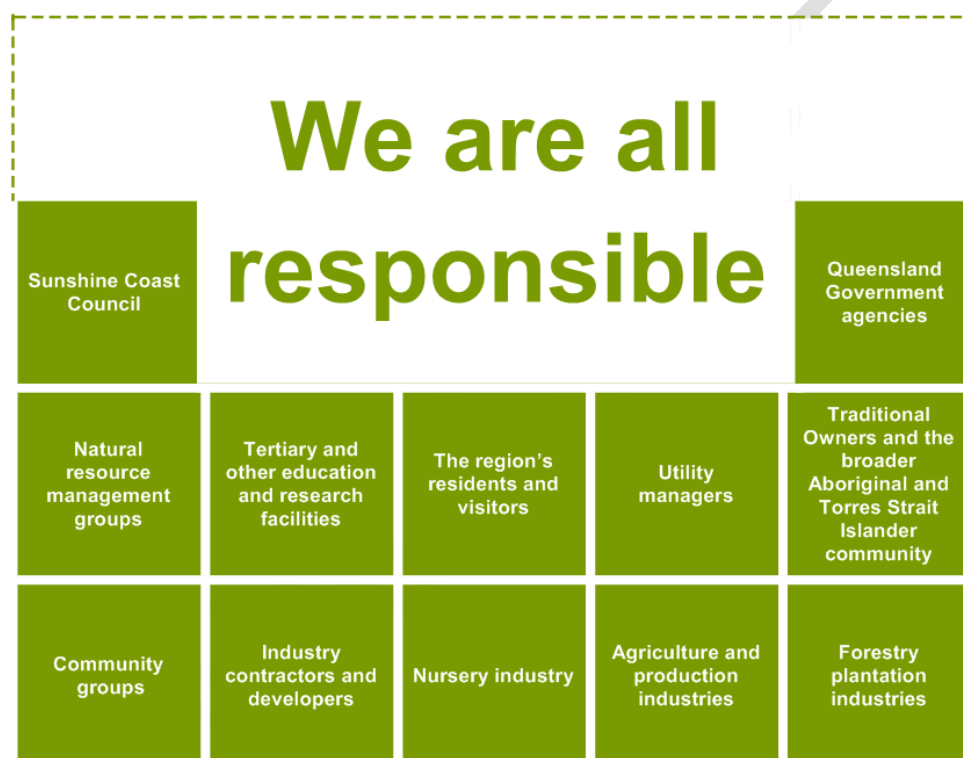 We are all
responsible
Sunshine Coast
Council
Queensland
Government
agencies
Natural
resource
management
groups
Tertiary and
other education
and research
facilities
The region's
residents and
visitors
Utility
managers
Traditional
Owners and the
broader
Aboriginal and
Torres Strait
Islander
community
Community
groups
Industry
contractors and
developers
Nursery industry
Agriculture and
production
industries
Forestry
plantation
industries